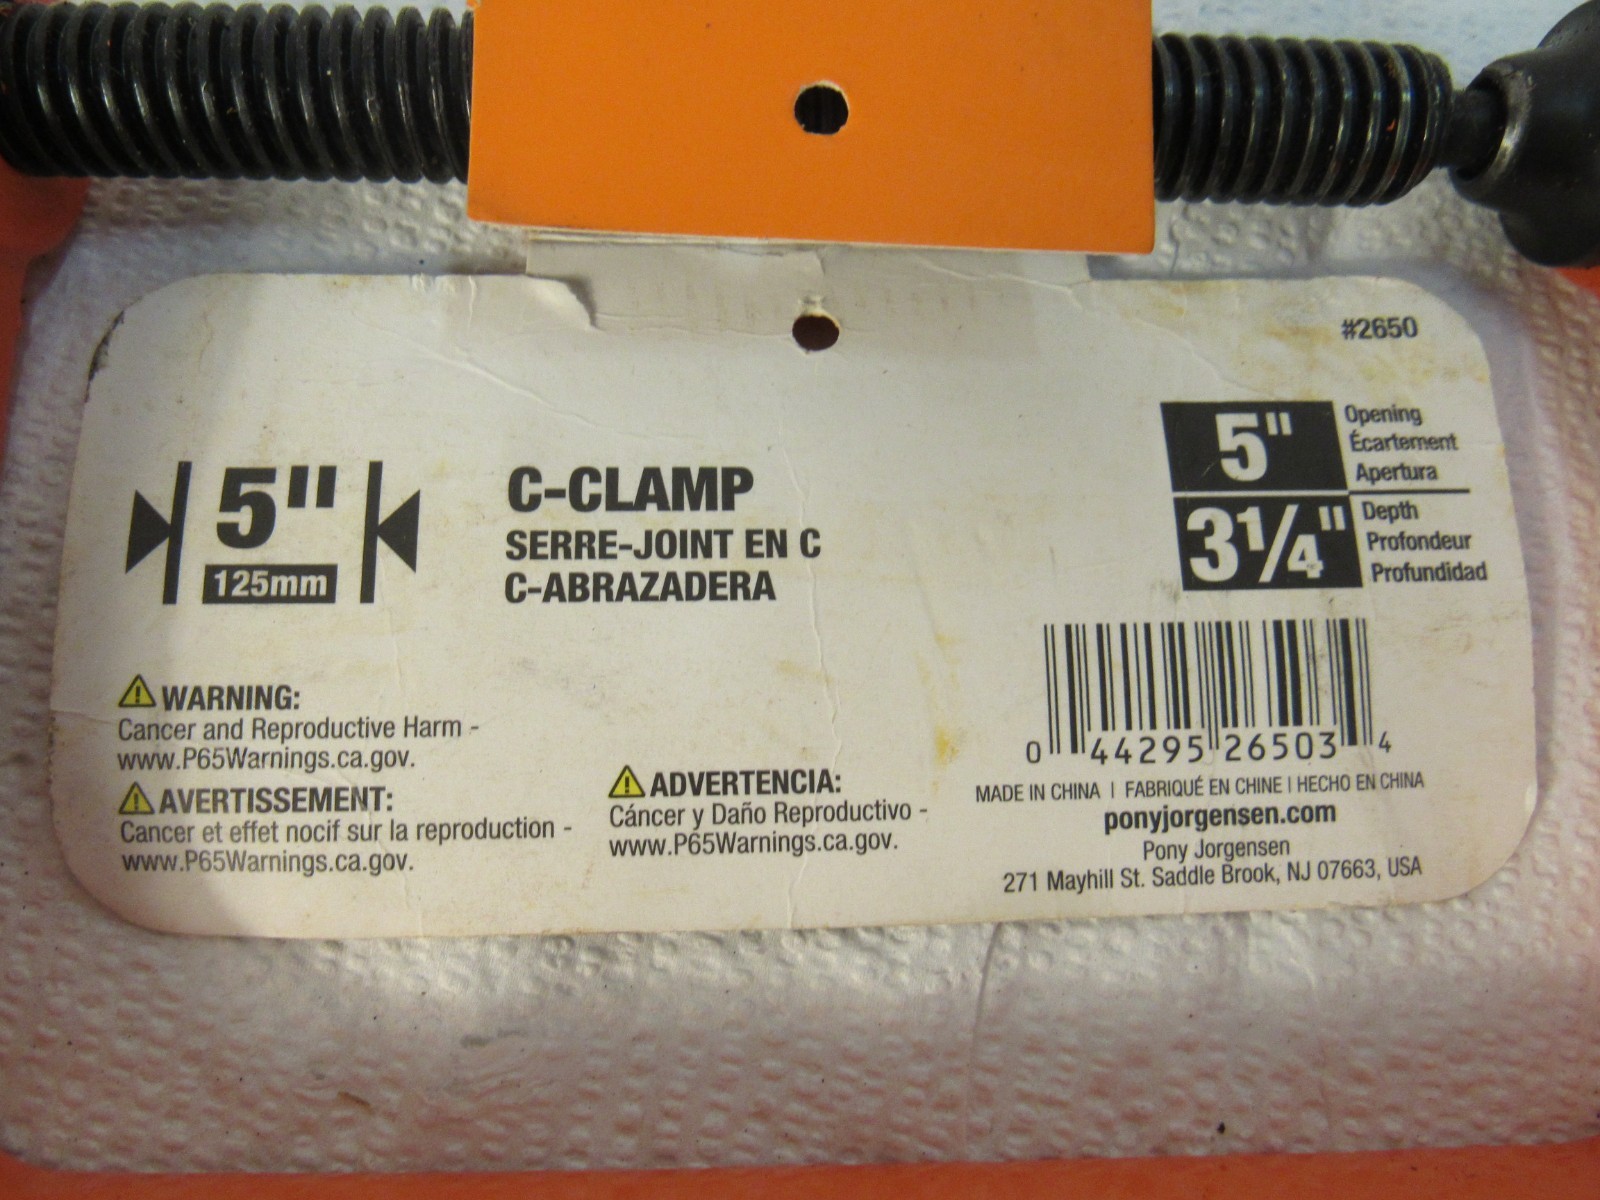 #2650
5"
125mm
C-CLAMP
SERRE-JOINT EN C
C-ABRAZADERA
5"
Opening
Écartement
Apertura
3 1/4"
Depth
Profondeur
Profundidad
WARNING:
Cancer and Reproductive Harm -
www.P65Warnings.ca.gov.
AVERTISSEMENT:
Cancer et effet nocif sur la reproduction -
www.P65Warnings.ca.gov.
ADVERTENCIA:
Cáncer y Daño Reproductivo -
www.P65Warnings.ca.gov.
0 44295 26503 4
MADE IN CHINA | FABRIQUÉ EN CHINE | HECHO EN CHINA
ponyjorgensen.com
Pony Jorgensen
271 Mayhill St. Saddle Brook, NJ 07663, USA